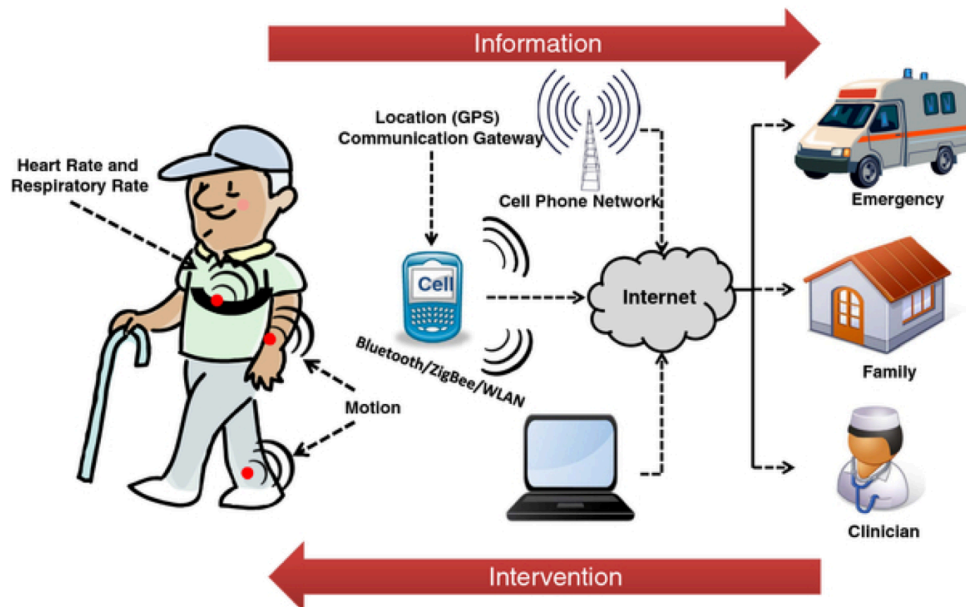 Information
Location (GPS)
Communication Gateway
Heart Rate and
Respiratory Rate
Cell Phone Network
Emergency
Cell
Internet
Bluetooth/ZigBee/WLAN
Family
Motion
Clinician
Intervention